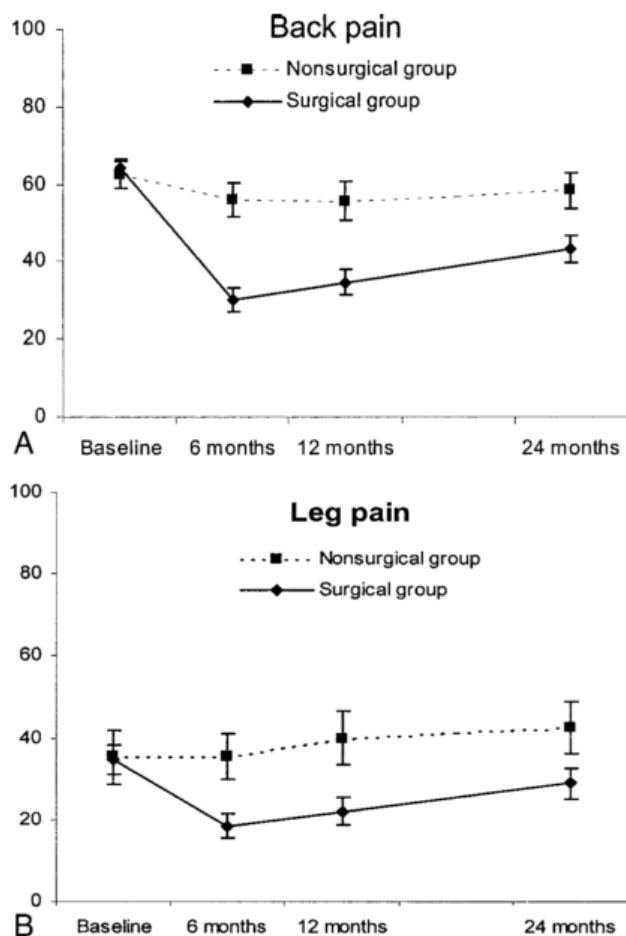 Back pain
Nonsurgical group
Surgical group
100
80
60
40
20
0
A
Baseline 6 months 12 months 24 months
Leg pain
Nonsurgical group
Surgical group
100
80
60
40
20
0
B
Baseline 6 months 12 months 24 months